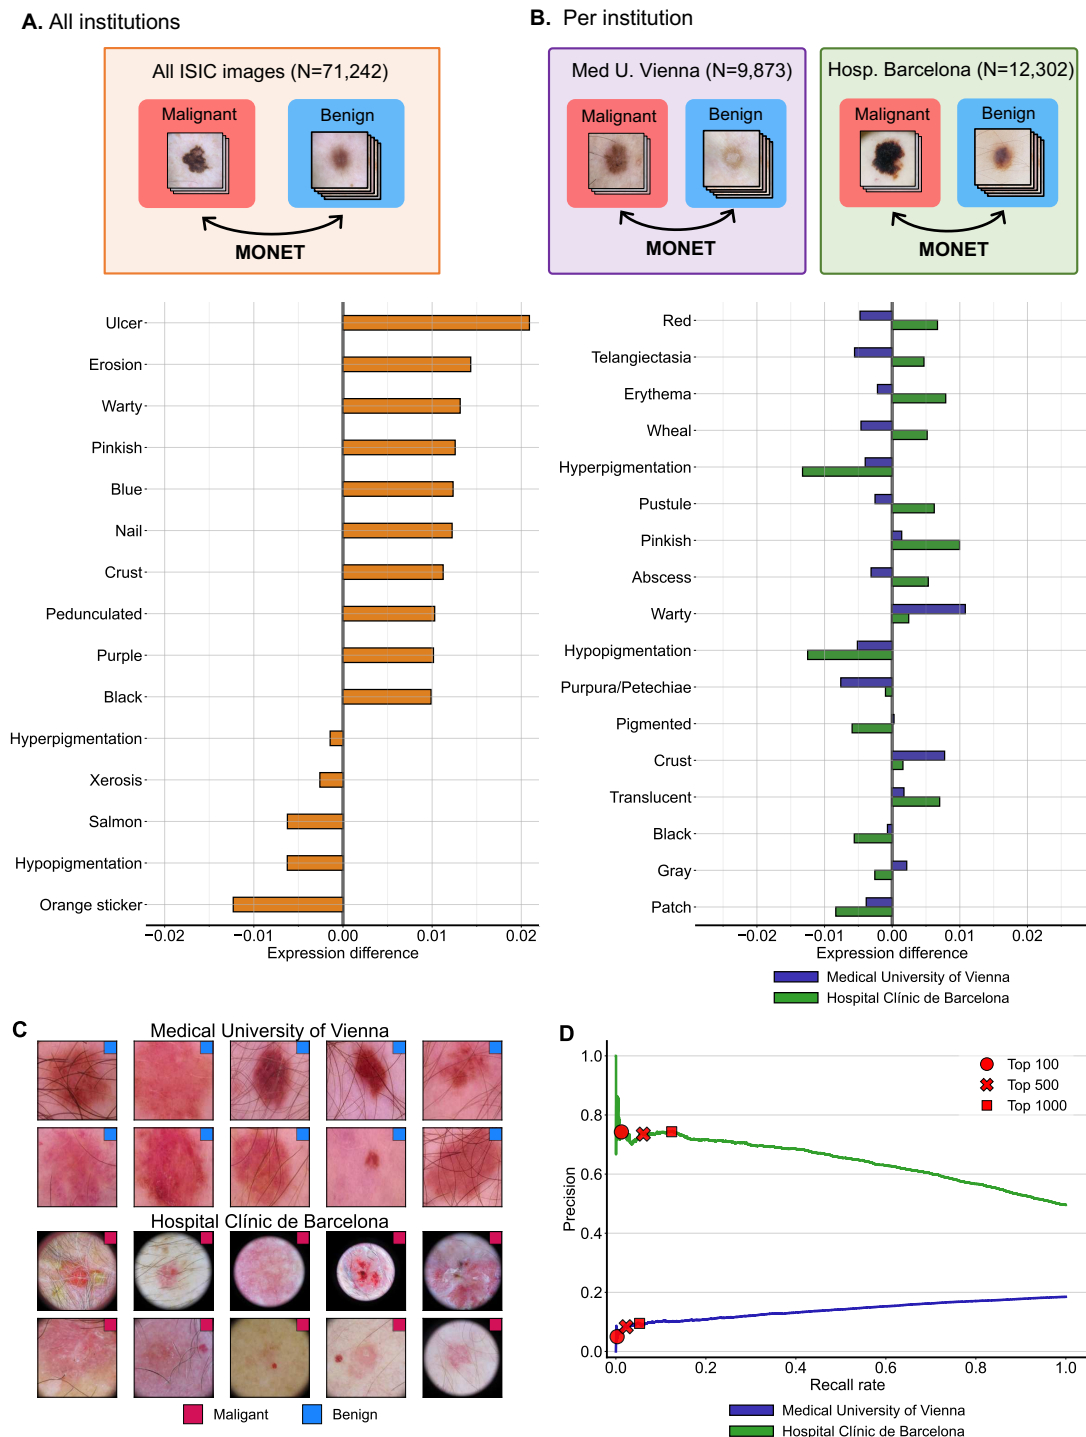 A. All institutions
All ISIC images (N=71,242)
Malignant
Benign
MONET
Ulcer
Erosion
Warty
Pinkish
Blue
Nail
Crust
Pedunculated
Purple
Black
Hyperpigmentation
Xerosis
Salmon
Hypopigmentation
Orange sticker
−0.02
−0.01
0.00
0.01
0.02
Expression difference
B. Per institution
Med U. Vienna (N=9,873)
Malignant
Benign
MONET
Hosp. Barcelona (N=12,302)
Malignant
Benign
MONET
Red
Telangiectasia
Erythema
Wheal
Hyperpigmentation
Pustule
Pinkish
Abscess
Warty
Hypopigmentation
Purpura/Petechiae
Pigmented
Crust
Translucent
Black
Gray
Patch
−0.02
−0.01
0.00
0.01
0.02
Expression difference
Medical University of Vienna
Hospital Clínic de Barcelona
C
Medical University of Vienna
Hospital Clínic de Barcelona
Maligant
Benign
D
1.0
0.8
0.6
0.4
0.2
0.0
Precision
Top 100
Top 500
Top 1000
0.0
0.2
0.4
0.6
0.8
1.0
Recall rate
Medical University of Vienna
Hospital Clínic de Barcelona